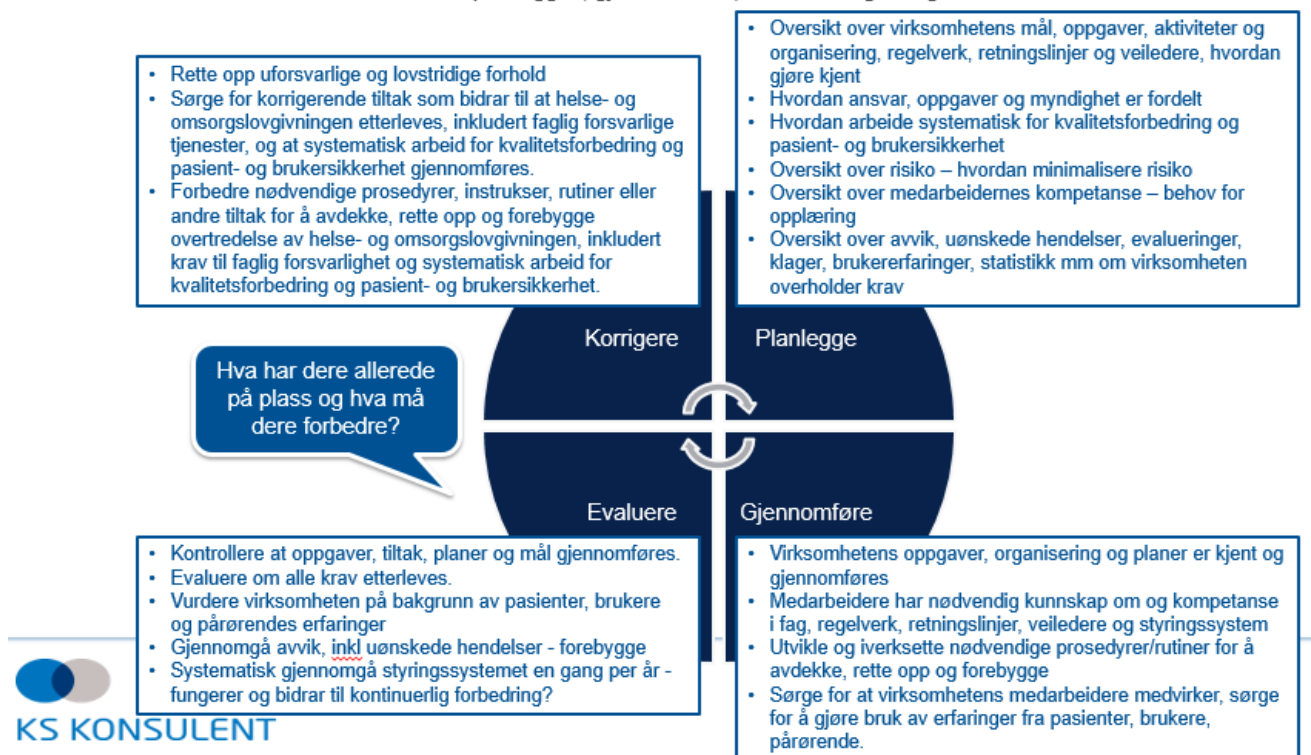 • Oversikt over virksomhetens mål, oppgaver, aktiviteter og
organisering, regelverk, retningslinjer og veiledere, hvordan
gjøre kjent
• Hvordan ansvar, oppgaver og myndighet er fordelt
• Hvordan arbeide systematisk for kvalitetsforbedring og
pasient- og brukersikkerhet
• Oversikt over risiko – hvordan minimalisere risiko
• Oversikt over medarbeidernes kompetanse – behov for
opplæring
• Oversikt over avvik, uønskede hendelser, evalueringer,
klager, brukererfaringer, statistikk mm om virksomheten
overholder krav
• Rette opp uforsvarlige og lovstridige forhold
• Sørge for korrigerende tiltak som bidrar til at helse- og
omsorgslovgivningen etterleves, inkludert faglig forsvarlige
tjenester, og at systematisk arbeid for kvalitetsforbedring og
pasient- og brukersikkerhet gjennomføres.
• Forbedre nødvendige prosedyrer, instrukser, rutiner eller
andre tiltak for å avdekke, rette opp og forebygge
overtredelse av helse- og omsorgslovgivningen, inkludert
krav til faglig forsvarlighet og systematisk arbeid for
kvalitetsforbedring og pasient- og brukersikkerhet.
Korrigere
Planlegge
Hva har dere allerede
på plass og hva må
dere forbedre?
Evaluere
Gjennomføre
• Kontrollere at oppgaver, tiltak, planer og mål gjennomføres.
• Evaluere om alle krav etterleves.
• Vurdere virksomheten på bakgrunn av pasienter, brukere
og pårørendes erfaringer
• Gjennomgå avvik, inkl uønskede hendelser - forebygge
• Systematisk gjennomgå styringssystemet en gang per år -
fungerer og bidrar til kontinuerlig forbedring?
• Virksomhetens oppgaver, organisering og planer er kjent og
gjennomføres
• Medarbeidere har nødvendig kunnskap om og kompetanse
i fag, regelverk, retningslinjer, veiledere og styringssystem
• Utvikle og iverksette nødvendige prosedyrer/rutiner for å
avdekke, rette opp og forebygge
• Sørge for at virksomhetens medarbeidere medvirker, sørge
for å gjøre bruk av erfaringer fra pasienter, brukere,
pårørende.
KS KONSULENT